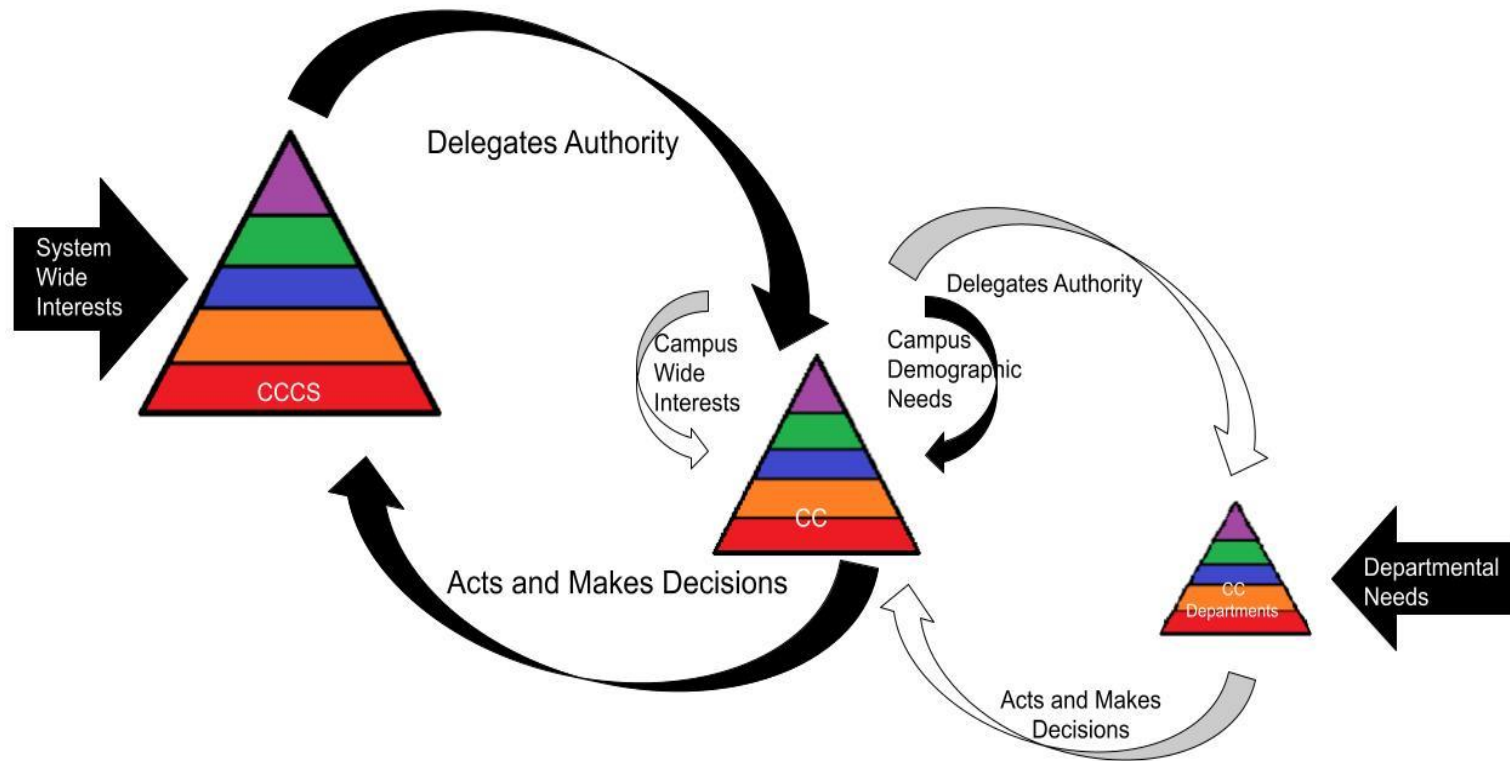 Delegates Authority
System
Wide
Interests
CCCS
Delegates Authority
Campus
Wide
Interests
Campus
Demographic
Needs
CC
Acts and Makes Decisions
CC
Departments
Departmental
Needs
Acts and Makes
Decisions